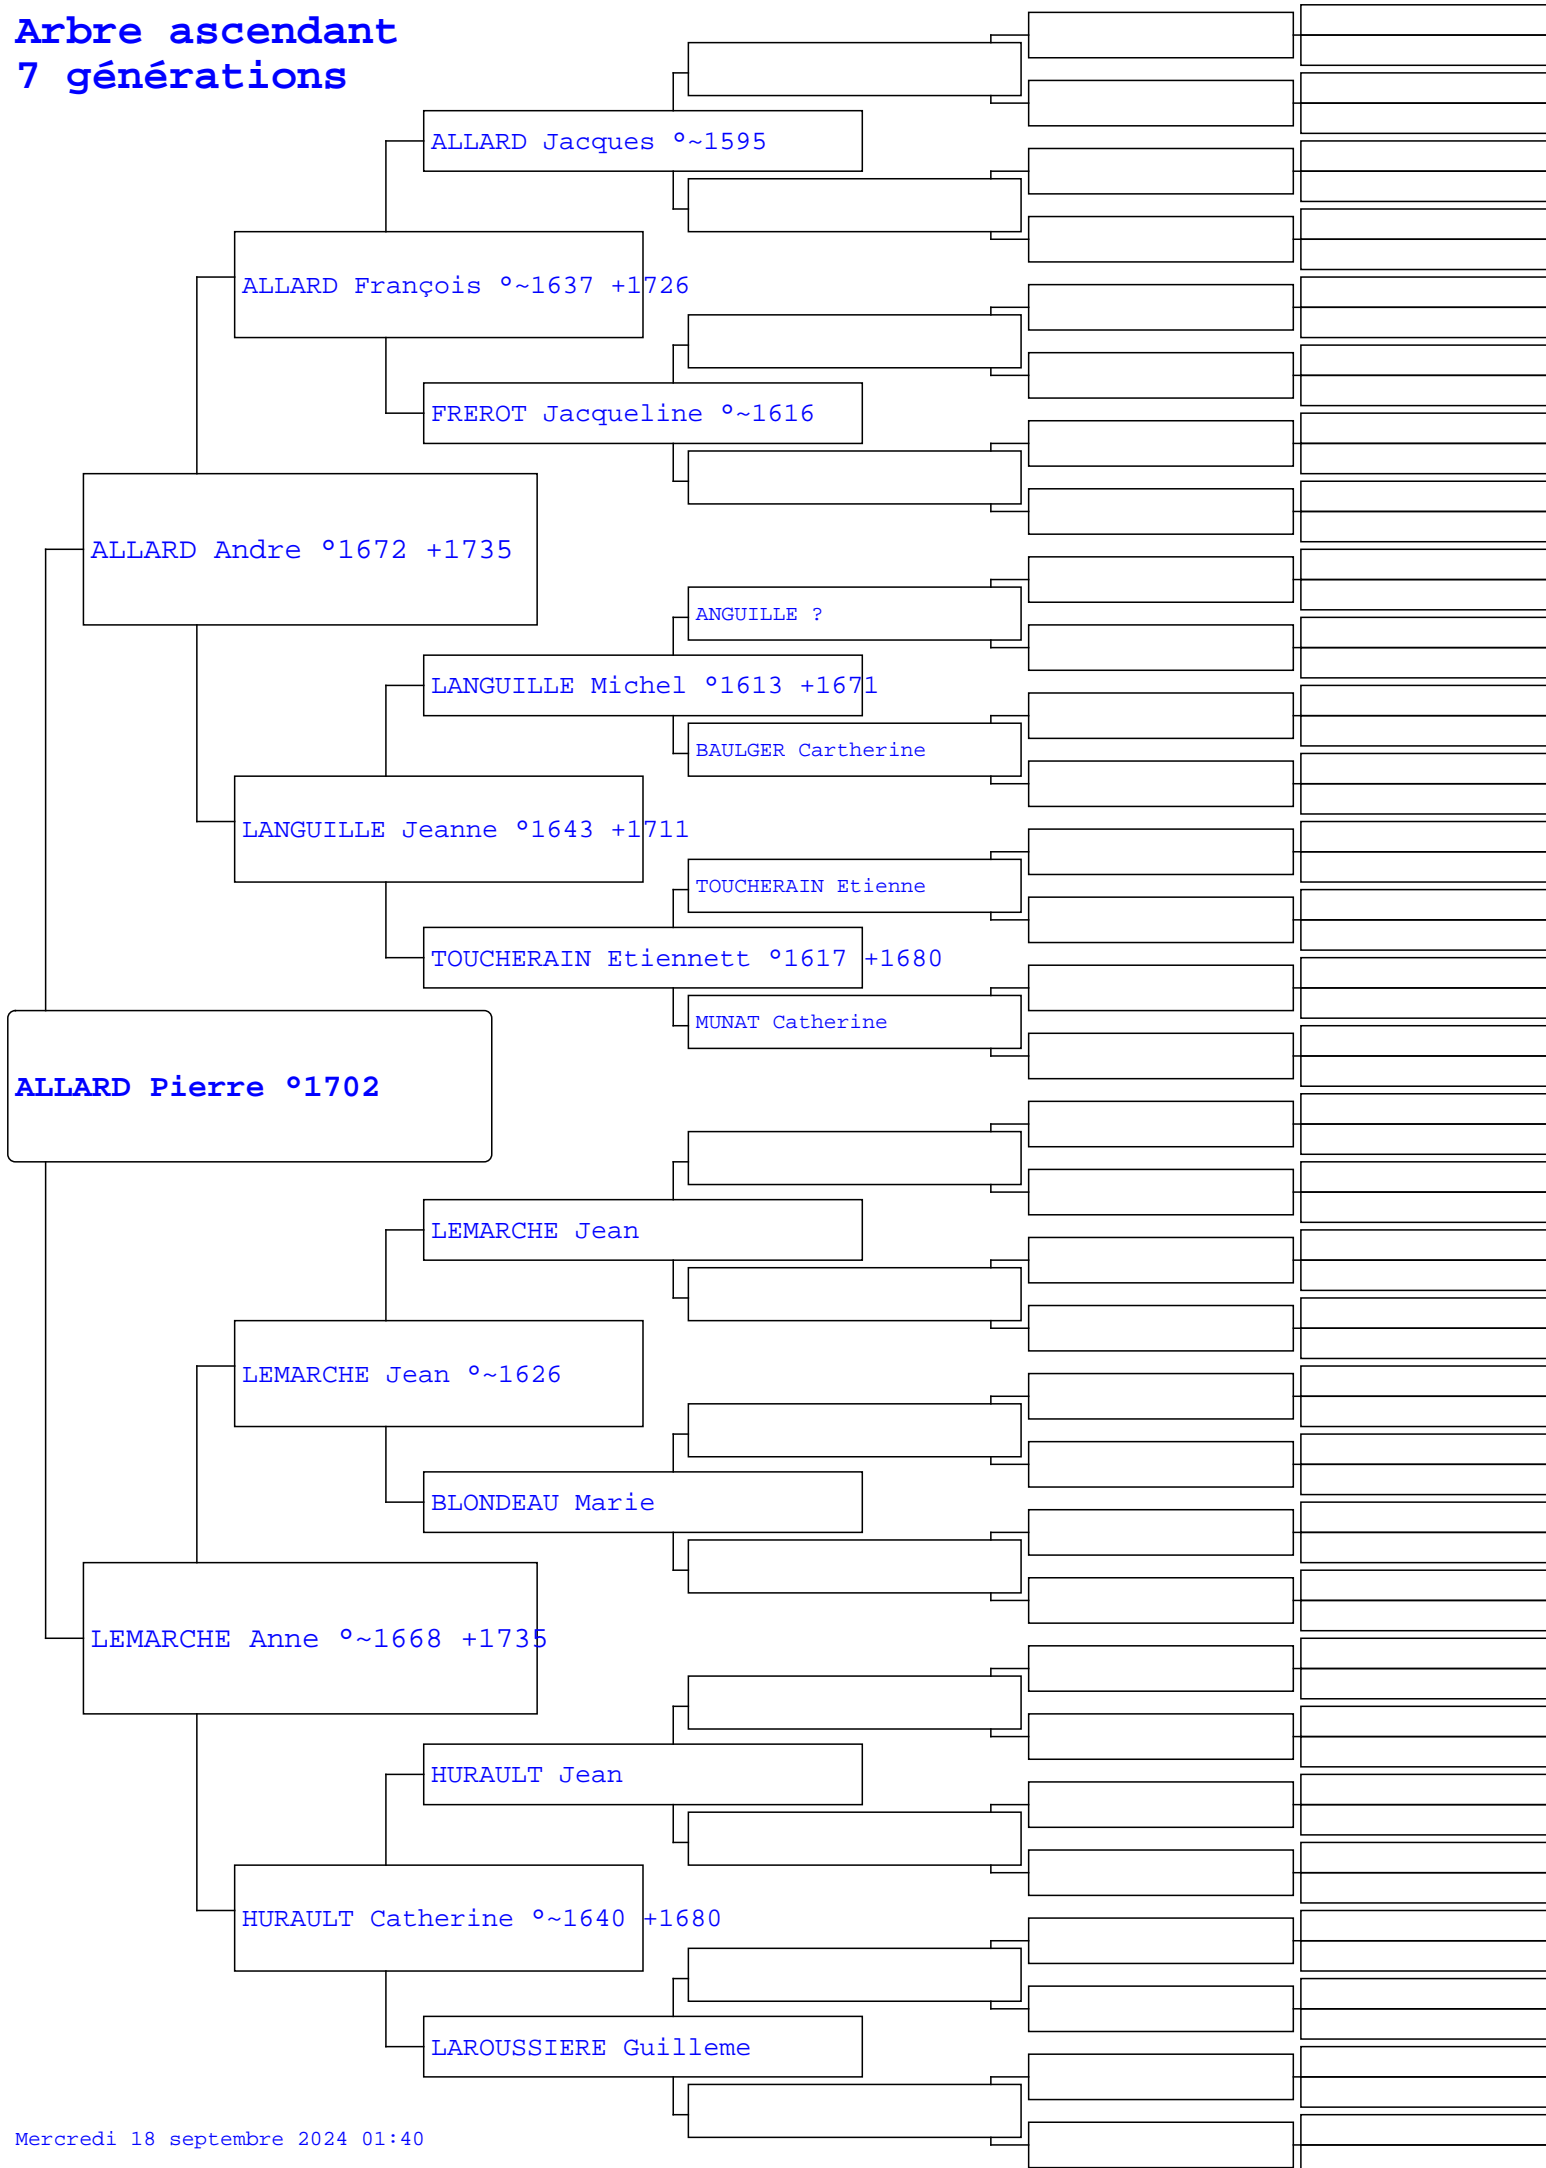 Arbre ascendant
7 générations
ALLARD Jacques °~1595
ALLARD François °~1637 +1726
FREROT Jacqueline °~1616
ALLARD Andre °1672 +1735
ANGUILLE ?
LANGUILLE Michel °1613 +1671
BAULGER Cartherine
LANGUILLE Jeanne °1643 +1711
TOUCHERAIN Etienne
TOUCHERAIN Etiennett °1617 +1680
MUNAT Catherine
ALLARD Pierre °1702
LEMARCHE Jean
LEMARCHE Jean °~1626
BLONDEAU Marie
LEMARCHE Anne °~1668 +1735
HURAULT Jean
HURAULT Catherine °~1640 +1680
LAROUSSIERE Guilleme
Mercredi 18 septembre 2024 01:40